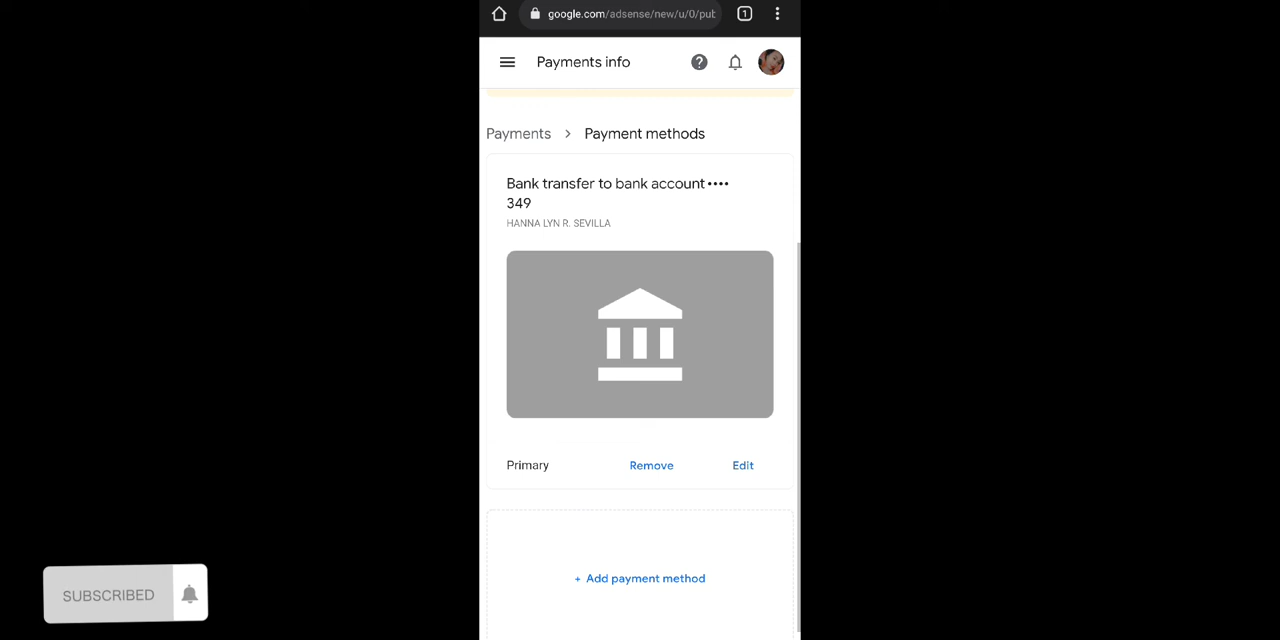 google.com/adsense/new/u/0/pub
1
Payments info
Payments > Payment methods
Bank transfer to bank account ••••
349
HANNA LYN R. SEVILLA
Primary Remove Edit
+ Add payment method
SUBSCRIBED